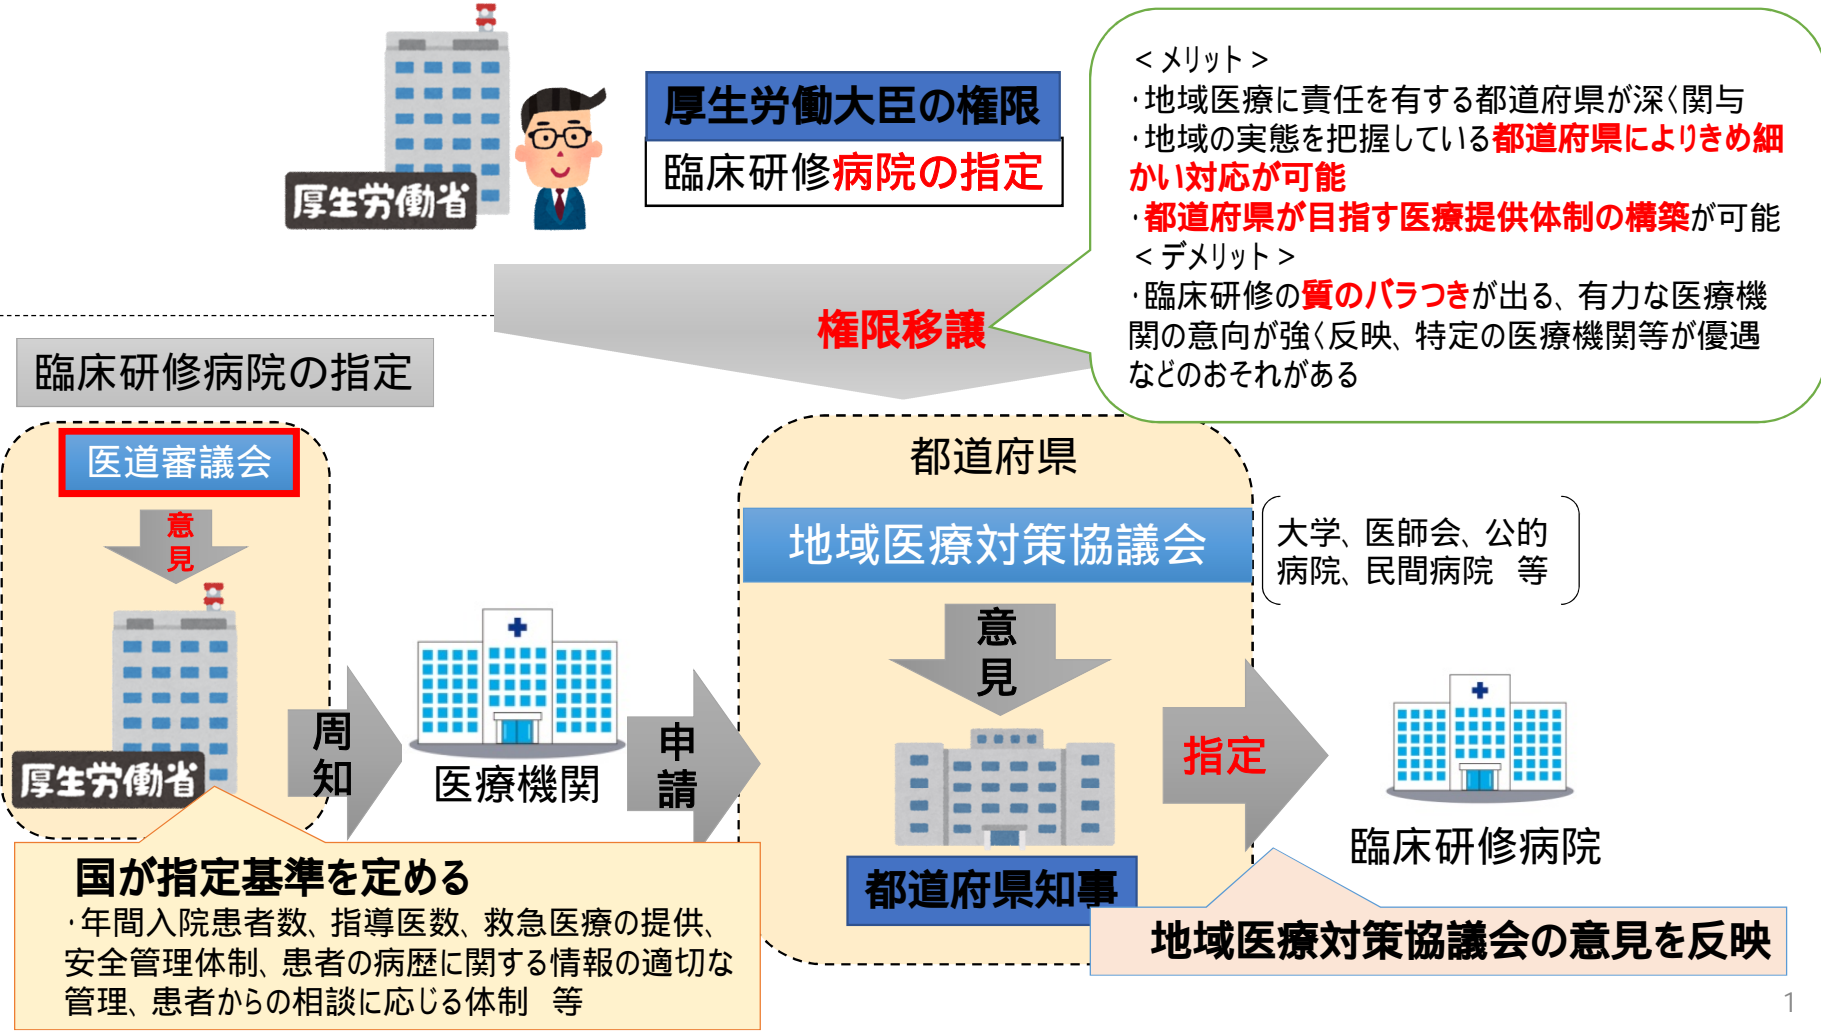 厚生労働省
厚生労働大臣の権限
臨床研修病院の指定
<メリット>
・地域医療に責任を有する都道府県が深く関与
・地域の実態を把握している都道府県によりきめ細
かい対応が可能
・都道府県が目指す医療提供体制の構築が可能
<デメリット>
・臨床研修の質のバラつきが出る、有力な医療機
関の意向が強く反映、特定の医療機関等が優遇
などのおそれがある
権限移譲
臨床研修病院の指定
医道審議会
意
見
厚生労働省
周
知
医療機関
申
請
都道府県
地域医療対策協議会
大学、医師会、公的
病院、民間病院 等
意
見
都道府県知事
指定
臨床研修病院
国が指定基準を定める
・年間入院患者数、指導医数、救急医療の提供、
安全管理体制、患者の病歴に関する情報の適切な
管理、患者からの相談に応じる体制 等
地域医療対策協議会の意見を反映
1